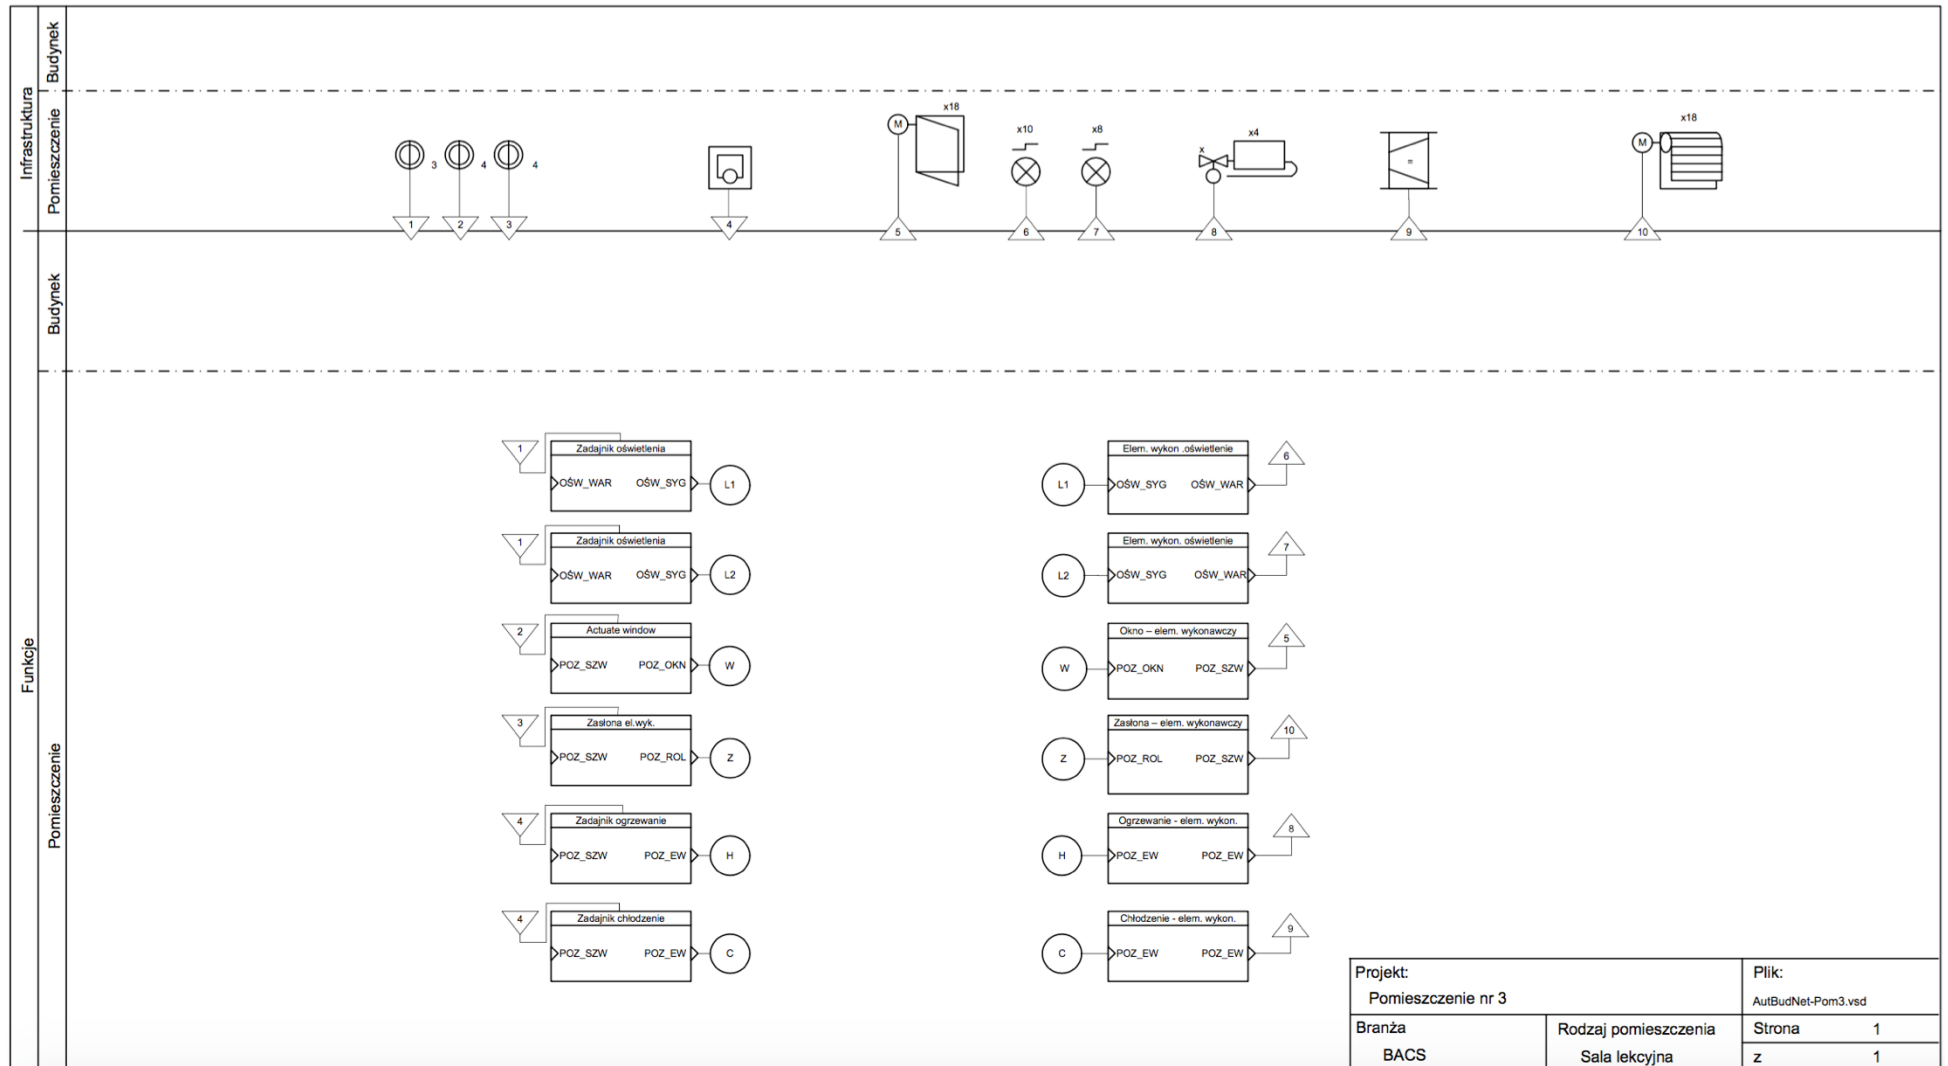 Infrastruktura
Budynek
Pomieszczenie
x18
x10
x8
x4
x18
M
x
=
M
3
4
4
1
2
3
4
5
6
7
8
9
10
Budynek
Funkcje
Pomieszczenie
1
Zadajnik oświetlenia
OŚW_WAR OŚW_SYG
L1
L1
Elem. wykon .oświetlenie
OŚW_SYG OŚW_WAR
6
1
Zadajnik oświetlenia
OŚW_WAR OŚW_SYG
L2
L2
Elem. wykon. oświetlenie
OŚW_SYG OŚW_WAR
7
2
Actuate window
POZ_SZW POZ_OKN
W
W
Okno – elem. wykonawczy
POZ_OKN POZ_SZW
5
3
Zasłona el.wyk.
POZ_SZW POZ_ROL
Z
Z
Zasłona – elem. wykonawczy
POZ_ROL POZ_SZW
10
4
Zadajnik ogrzewanie
POZ_SZW POZ_EW
H
H
Ogrzewanie - elem. wykon.
POZ_EW POZ_EW
8
4
Zadajnik chłodzenie
POZ_SZW POZ_EW
C
C
Chłodzenie - elem. wykon.
POZ_EW POZ_EW
9
Projekt:
Pomieszczenie nr 3
Plik:
AutBudNet-Pom3.vsd
Branża
BACS
Rodzaj pomieszczenia
Sala lekcyjna
Strona 1
z 1